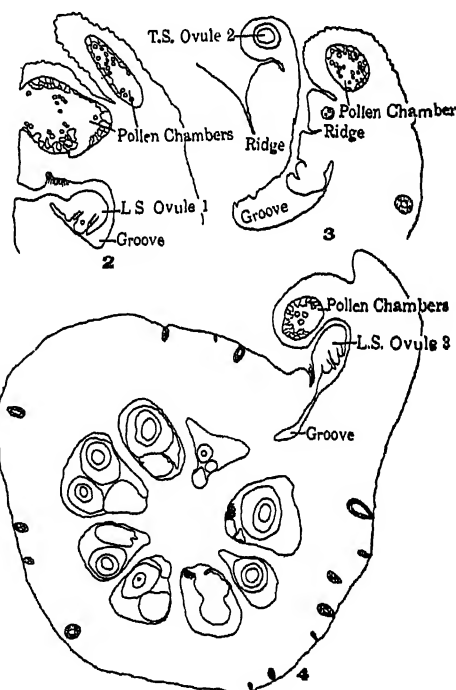 T.S. Ovule 2
Pollen Chambers
Pollen Chamber
Ridge
Ridge
L.S Ovule 1
Groove
Groove
2
3
Pollen Chambers
L.S. Ovule 3
Groove
4